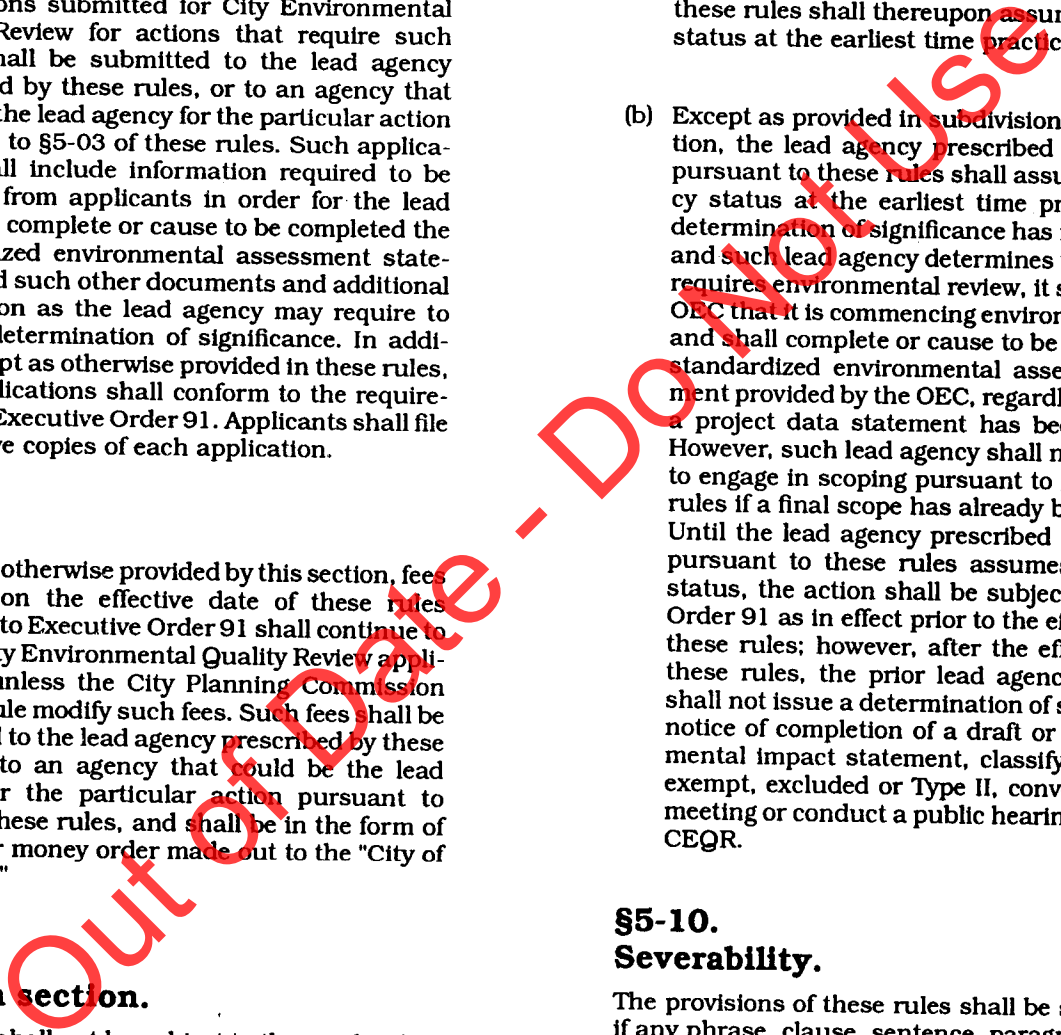 ons submitted for City Environmental
Review for actions that require such
hall be submitted to the lead agency
d by these rules, or to an agency that
the lead agency for the particular action
to §5-03 of these rules. Such applica-
ll include information required to be
from applicants in order for the lead
complete or cause to be completed the
zed environmental assessment state-
d such other documents and additional
on as the lead agency may require to
determination of significance. In addi-
pt as otherwise provided in these rules,
lications shall conform to the require-
Executive Order 91. Applicants shall file
ve copies of each application.
otherwise provided by this section, fees
on the effective date of these rules
to Executive Order 91 shall continue to
ty Environmental Quality Review appli-
unless the City Planning Commission
ule modify such fees. Such fees shall be
d to the lead agency prescribed by these
to an agency that could be the lead
r the particular action pursuant to
hese rules, and shall be in the form of
r money order made out to the "City of
"
section.
these rules shall thereupon assum
status at the earliest time practic
(b) Except as provided in subdivision
tion, the lead agency prescribed
pursuant to these rules shall assu
cy status at the earliest time pr
determination of significance has
and such lead agency determines
requires environmental review, it s
OEC that it is commencing environ
and shall complete or cause to be
standardized environmental asse
ment provided by the OEC, regardl
a project data statement has bee
However, such lead agency shall n
to engage in scoping pursuant to
rules if a final scope has already b
Until the lead agency prescribed
pursuant to these rules assumes
status, the action shall be subjec
Order 91 as in effect prior to the ef
these rules; however, after the eff
these rules, the prior lead agenc
shall not issue a determination of s
notice of completion of a draft or
mental impact statement, classify
exempt, excluded or Type II, conv
meeting or conduct a public hearin
CEQR.
§5-10.
Severability.
The provisions of these rules shall be s
if any phrase, clause, sentence, paragr
Out of Date - Do Not Use